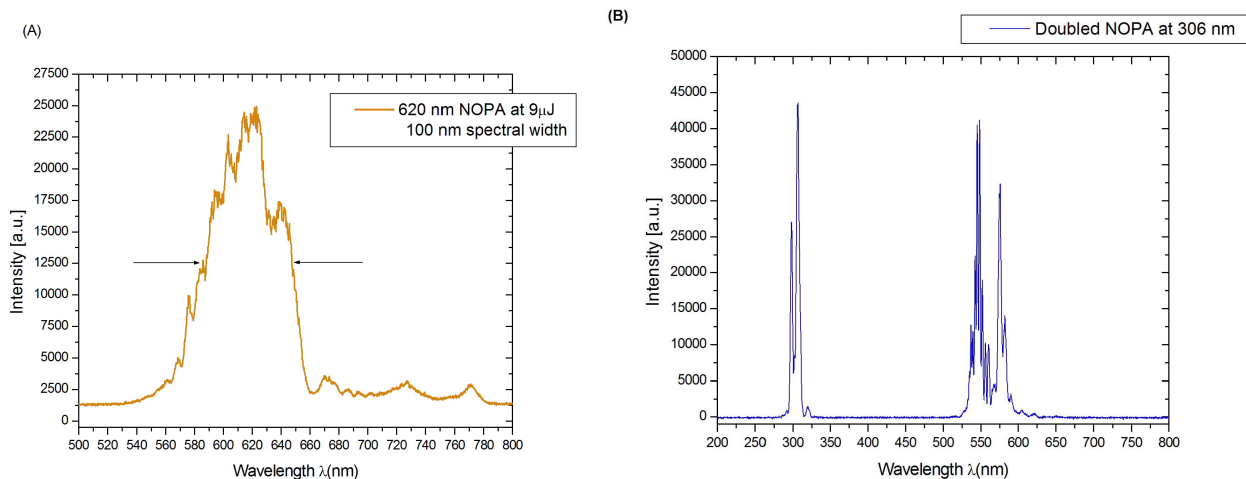 (A)
620 nm NOPA at 9μJ
100 nm spectral width
27500
25000
22500
20000
17500
15000
12500
10000
7500
5000
2500
0
Intensity [a.u.]
500 520 540 560 580 600 620 640 660 680 700 720 740 760 780 800
Wavelength λ(nm)
(B)
Doubled NOPA at 306 nm
50000
45000
40000
35000
30000
25000
20000
15000
10000
5000
0
Intensity [a.u.]
200 250 300 350 400 450 500 550 600 650 700 750 800
Wavelength λ(nm)